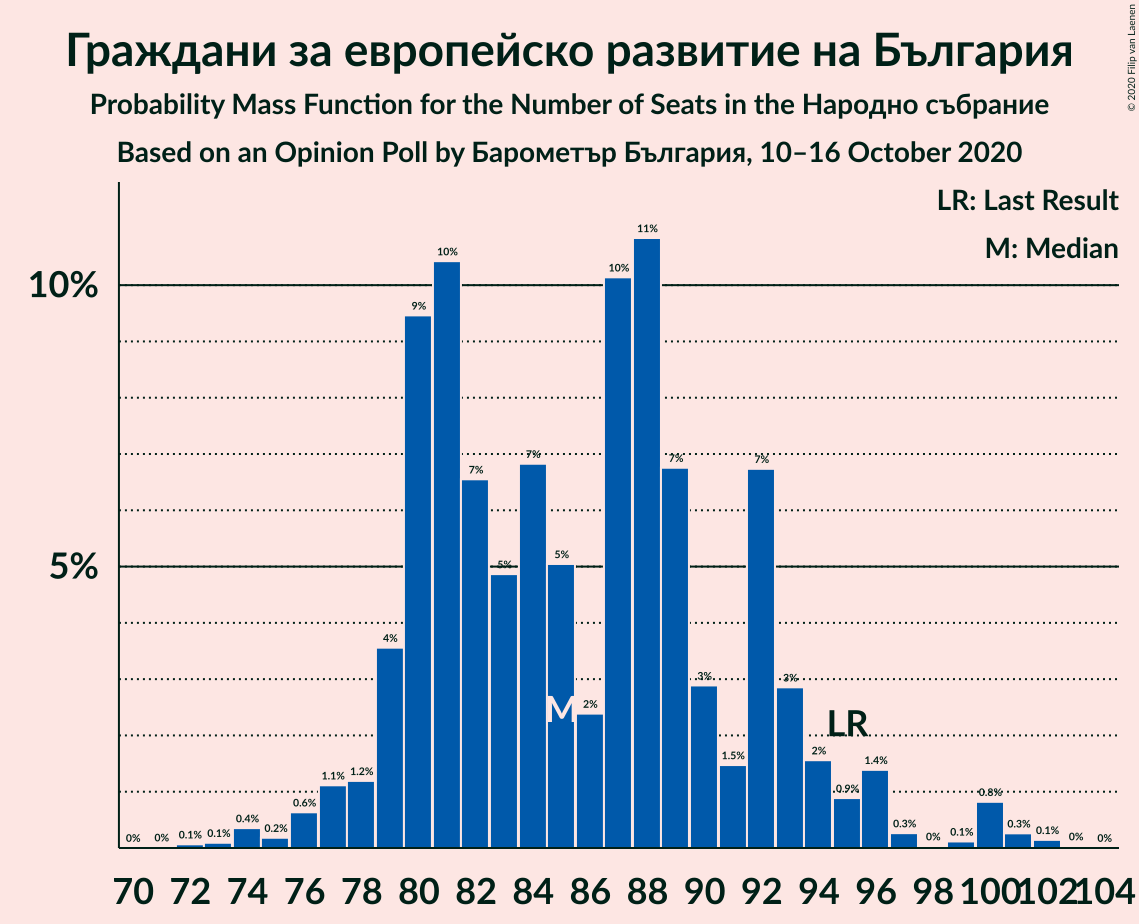 Граждани за европейско развитие на България
Probability Mass Function for the Number of Seats in the Народно събрание
Based on an Opinion Poll by Барометър България, 10–16 October 2020
© 2020 Filip van Laenen
LR: Last Result
M: Median
10%
5%
0% 0% 0.1% 0.1% 0.4% 0.2% 0.6% 1.1% 1.2% 4% 9% 10% 7% 5% 7% 5% 2% 10% 11% 7% 3% 1.5% 7% 3% 2% 0.9% 1.4% 0.3% 0% 0.1% 0.8% 0.3% 0.1% 0% 0%
M
LR
70 72 74 76 78 80 82 84 86 88 90 92 94 96 98 100 102 104